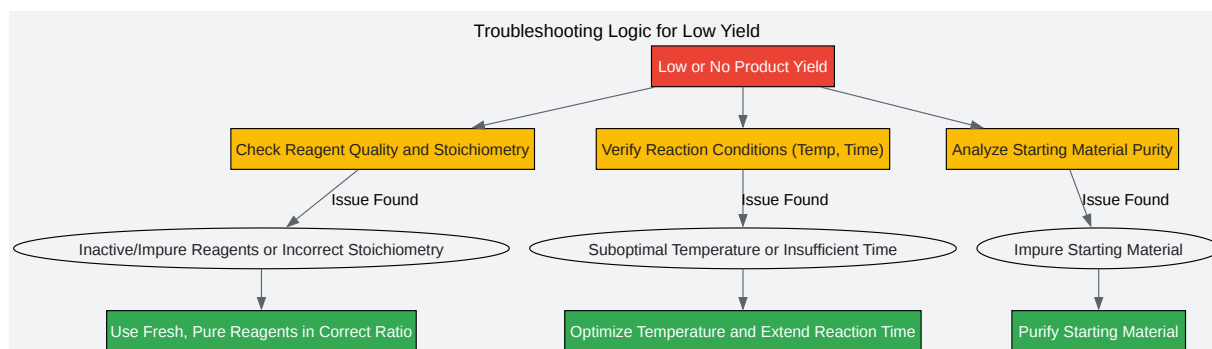 Troubleshooting Logic for Low Yield
Low or No Product Yield
Check Reagent Quality and Stoichiometry
Verify Reaction Conditions (Temp, Time)
Analyze Starting Material Purity
Issue Found
Issue Found
Issue Found
Inactive/Impure Reagents or Incorrect Stoichiometry
Suboptimal Temperature or Insufficient Time
Impure Starting Material
Use Fresh, Pure Reagents in Correct Ratio
Optimize Temperature and Extend Reaction Time
Purify Starting Material